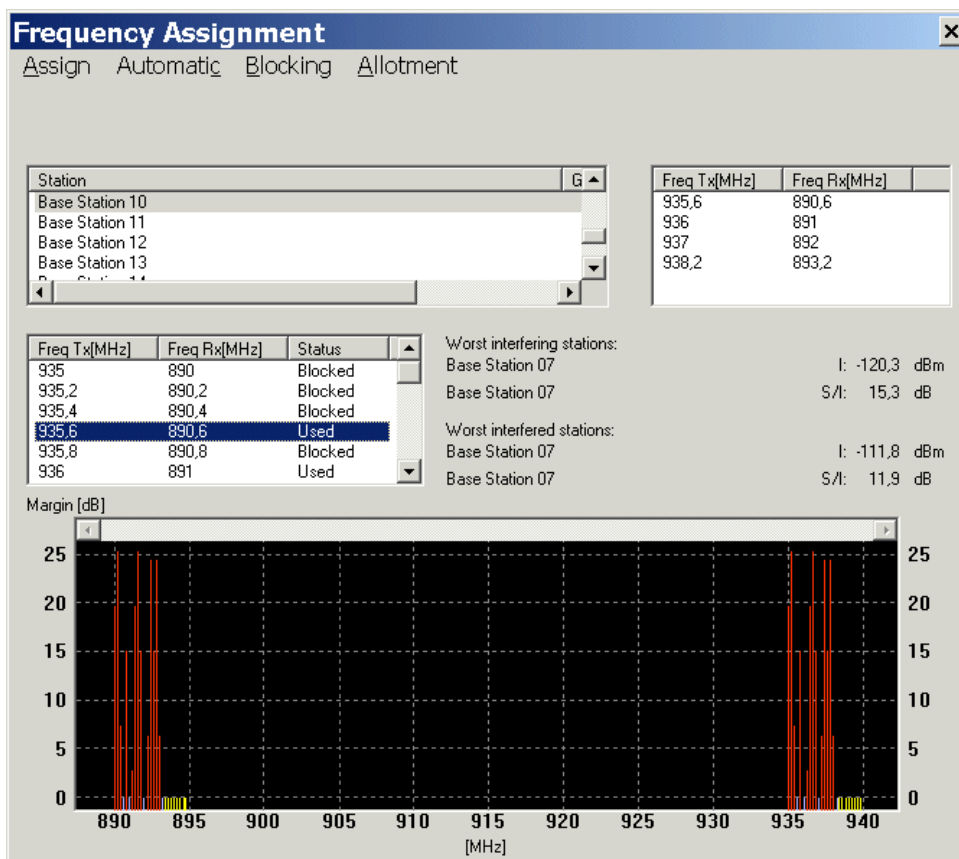 Frequency Assignment
Assign Automatic Blocking Allotment
Station G
Base Station 10
Base Station 11
Base Station 12
Base Station 13
Freq Tx[MHz] Freq Rx[MHz]
935,6 890,6
936 891
937 892
938,2 893,2
Freq Tx[MHz] Freq Rx[MHz] Status
935 890 Blocked
935,2 890,2 Blocked
935,4 890,4 Blocked
935,6 890,6 Used
935,8 890,8 Blocked
936 891 Used
Worst interfering stations:
Base Station 07 I: -120,3 dBm
Base Station 07 S/I: 15,3 dB
Worst interfered stations:
Base Station 07 I: -111,8 dBm
Base Station 07 S/I: 11,9 dB
Margin [dB]
25 25
20 20
15 15
10 10
5 5
0 0
890 895 900 905 910 915 920 925 930 935 940
[MHz]